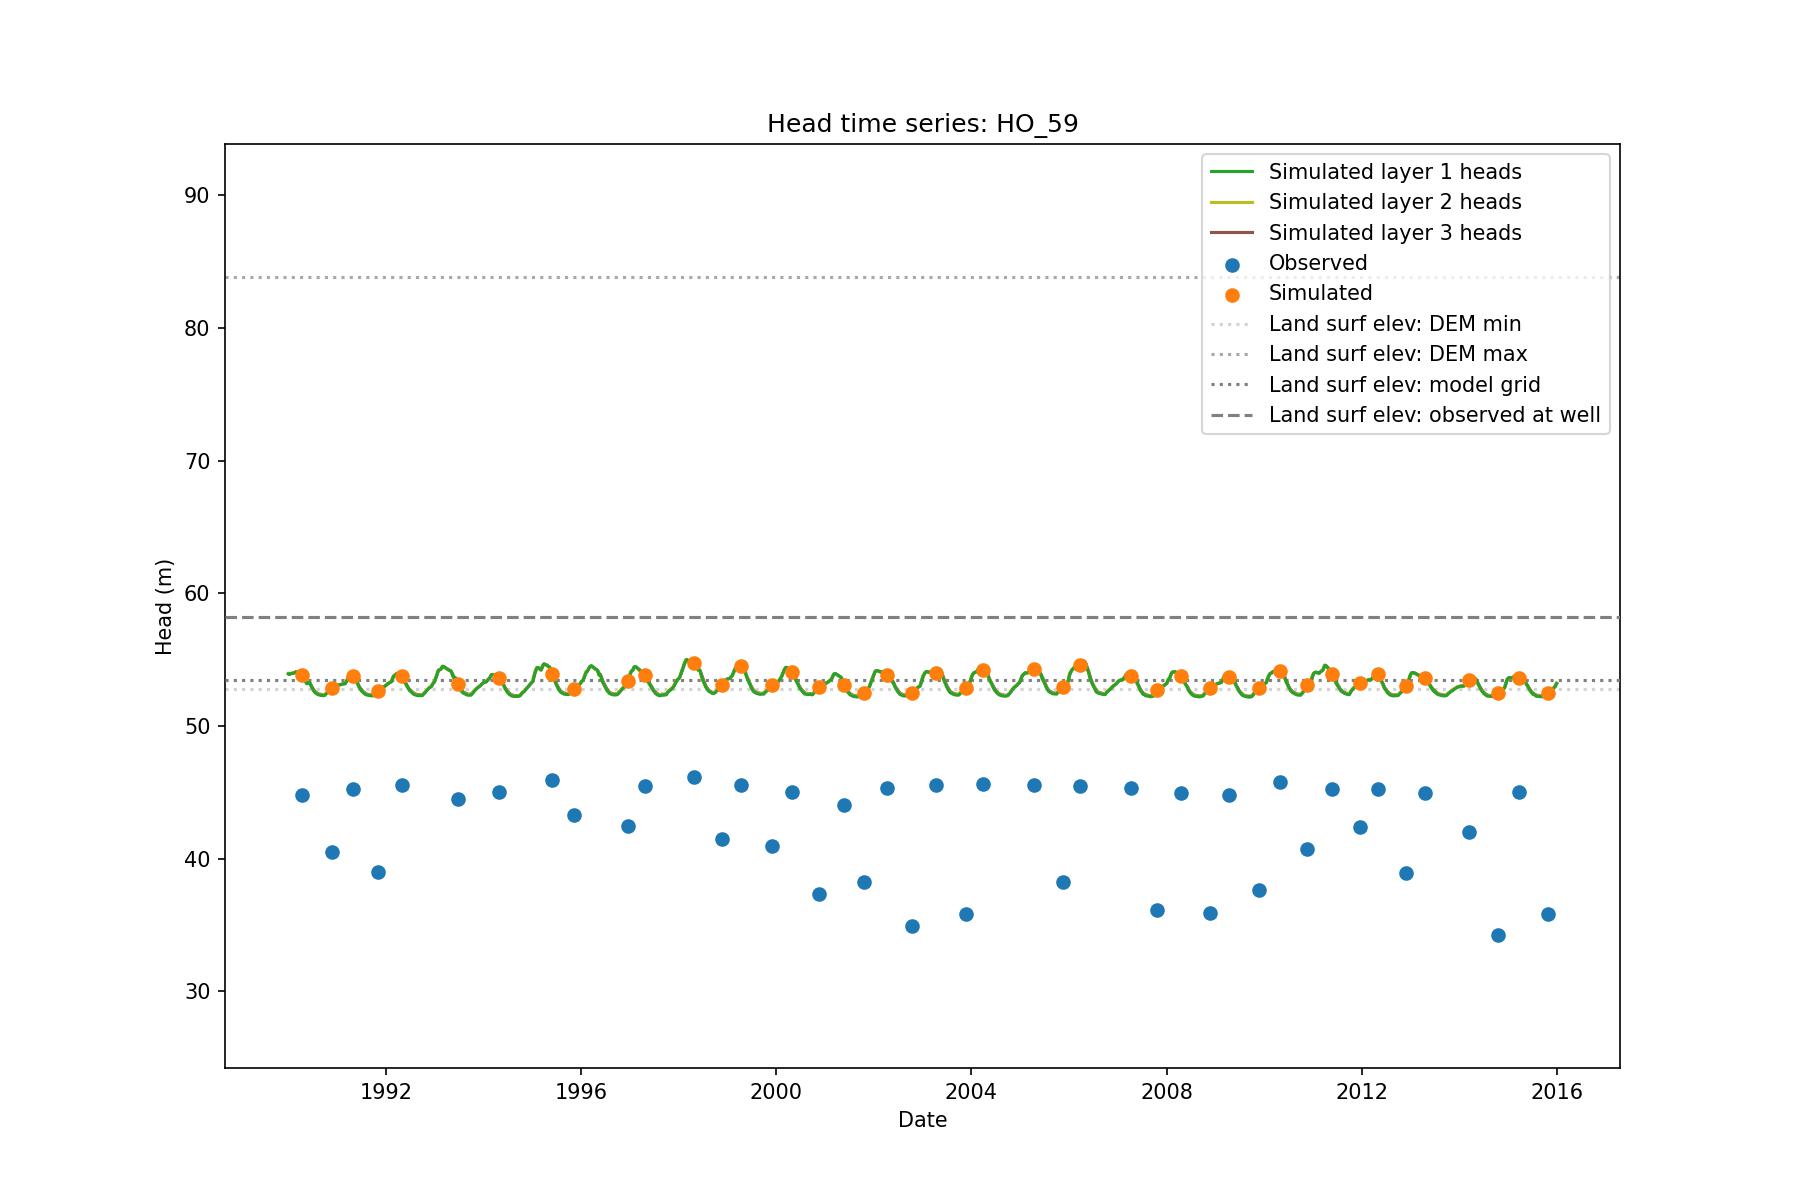 Head time series: HO_59
90
80
70
60
50
40
30
Head (m)
Simulated layer 1 heads
Simulated layer 2 heads
Simulated layer 3 heads
Observed
Simulated
Land surf elev: DEM min
Land surf elev: DEM max
Land surf elev: model grid
Land surf elev: observed at well
1992 1996 2000 2004 2008 2012 2016
Date